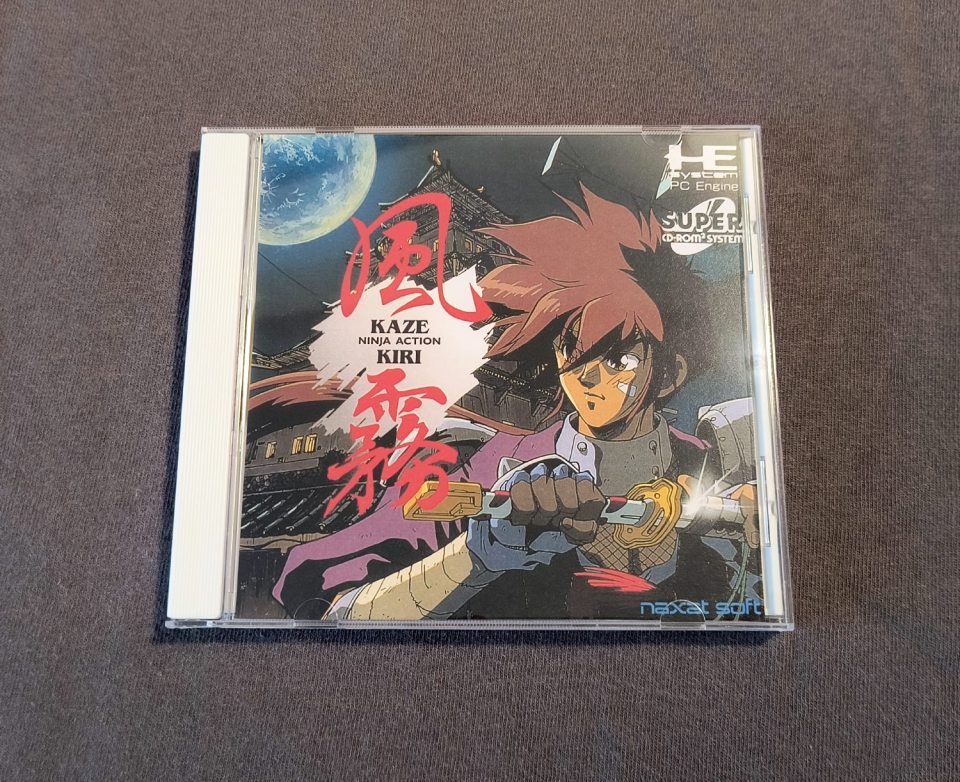 HE
system
PC Engine
SUPER
CD-ROM² SYSTEM
風
KAZE
NINJA ACTION
KIRI
霧
naxat soft